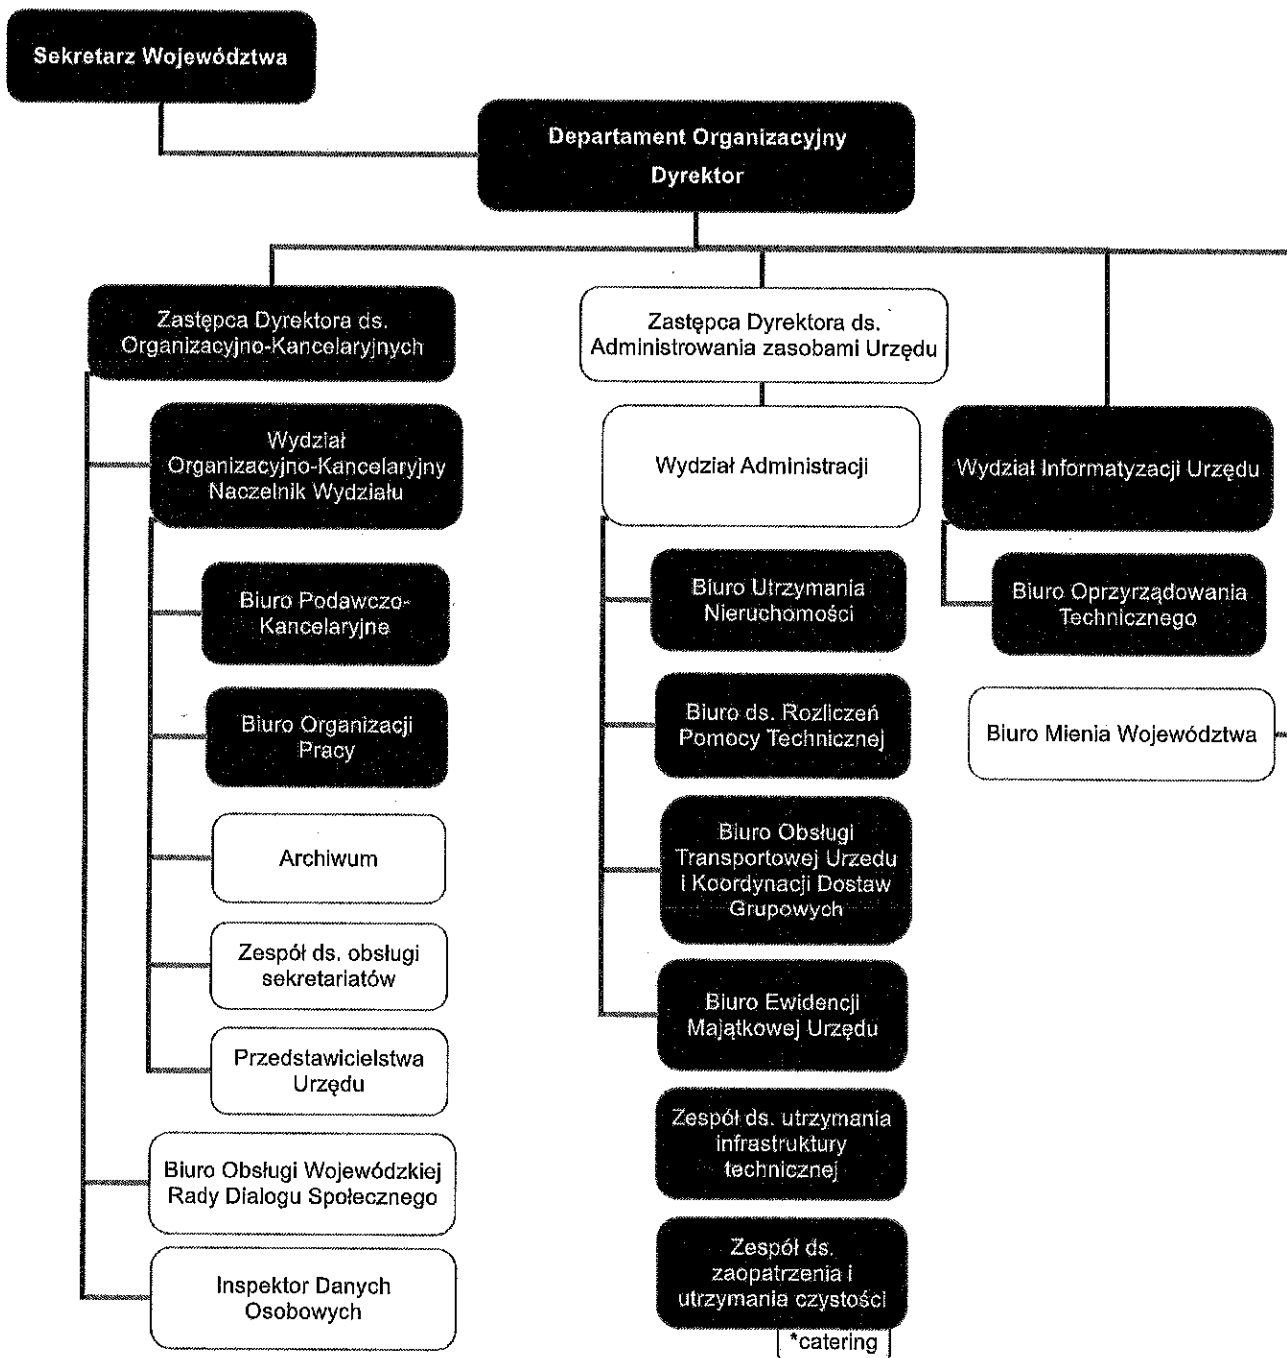 Sekretarz Województwa
Departament Organizacyjny
Dyrektor
Zastępca Dyrektora ds.
Organizacyjno-Kancelaryjnych
Wydział
Organizacyjno-Kancelaryjny
Naczelnik Wydziału
Biuro Podawczo-
Kancelaryjne
Biuro Organizacji
Pracy
Archiwum
Zespół ds. obsługi
sekretariatów
Przedstawicielstwa
Urzędu
Biuro Obsługi Wojewódzkiej
Rady Dialogu Społecznego
Inspektor Danych
Osobowych
Zastępca Dyrektora ds.
Administrowania zasobami Urzędu
Wydział Administracji
Biuro Utrzymania
Nieruchomości
Biuro ds. Rozliczeń
Pomocy Technicznej
Biuro Obsługi
Transportowej Urzedu
i Koordynacji Dostaw
Grupowych
Biuro Ewidencji
Majątkowej Urzędu
Zespół ds. utrzymania
infrastruktury
technicznej
Zespół ds.
zaopatrzenia i
utrzymania czystości
*catering
Wydział Informatyzacji Urzędu
Biuro Oprzyrządowania
Technicznego
Biuro Mienia Województwa